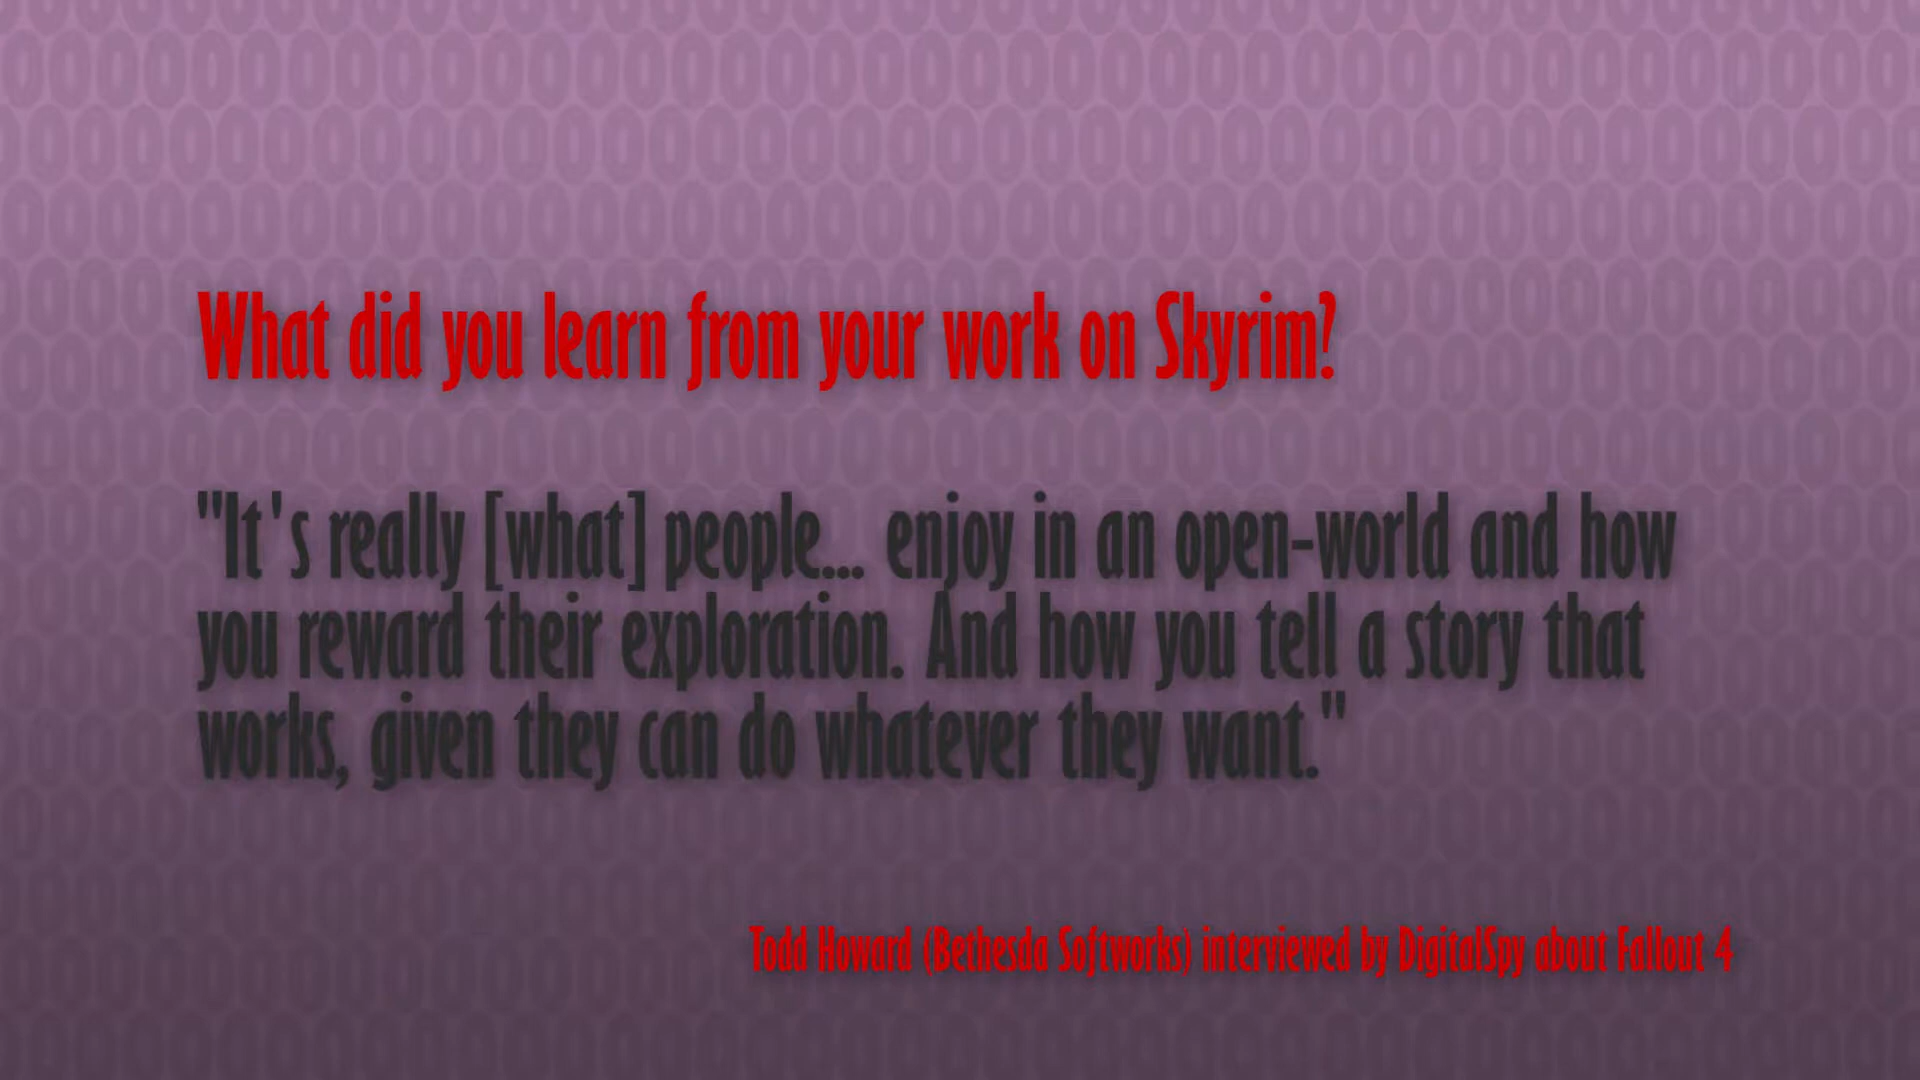 What did you learn from your work on Skyrim?
"It's really [what] people... enjoy in an open-world and how
you reward their exploration. And how you tell a story that
works, given they can do whatever they want."
Todd Howard (Bethesda Softworks) interviewed by DigitalSpy about Fallout 4